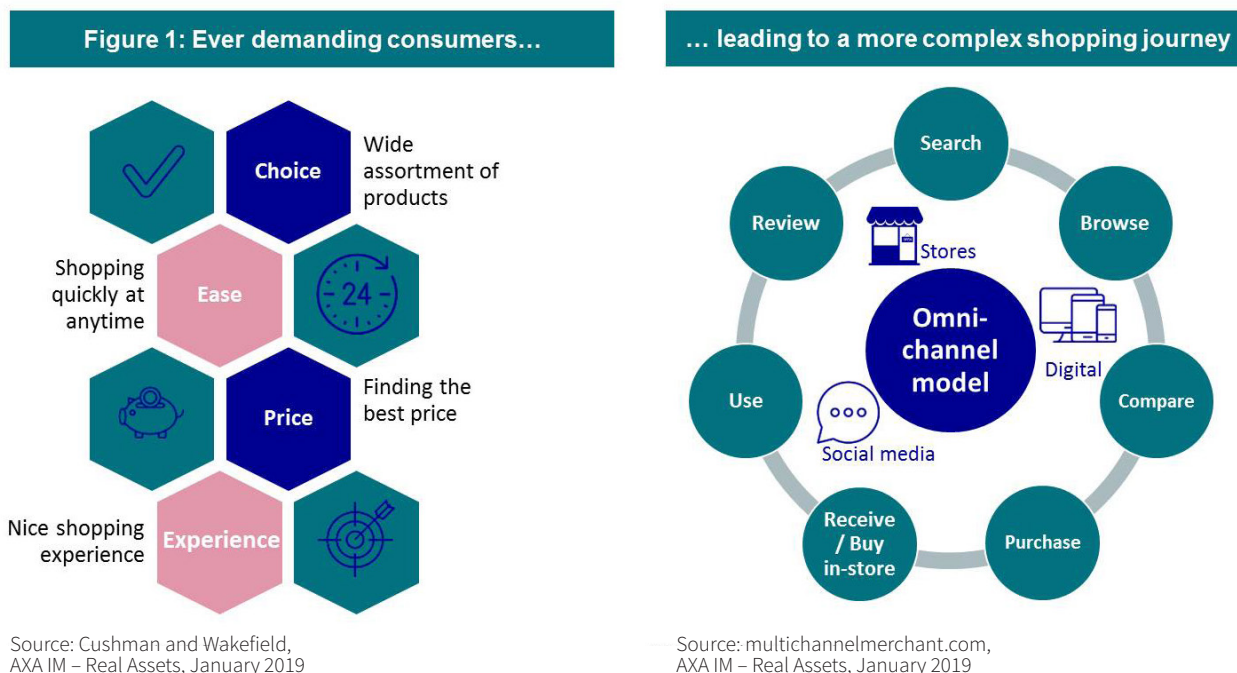 Figure 1: Ever demanding consumers…
Choice
Wide
assortment of
products
Shopping
quickly at
anytime
Ease
24
Price
Finding the
best price
Nice shopping
experience
Experience
Source: Cushman and Wakefield,
AXA IM – Real Assets, January 2019
… leading to a more complex shopping journey
Search
Browse
Compare
Purchase
Receive
/ Buy
in-store
Use
Review
Stores
Omni-
channel
model
Digital
Social media
Source: multichannelmerchant.com,
AXA IM – Real Assets, January 2019